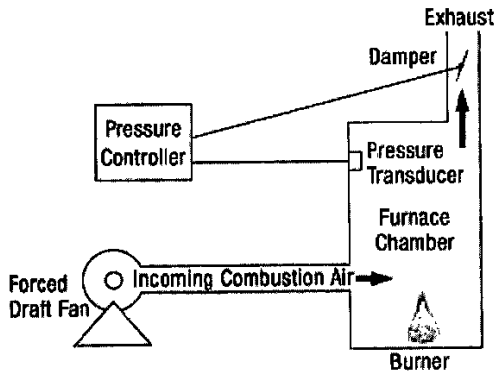 Exhaust
Damper
Pressure
Controller
Pressure
Transducer
Furnace
Chamber
Forced
Draft Fan
Incoming Combustion Air
Burner